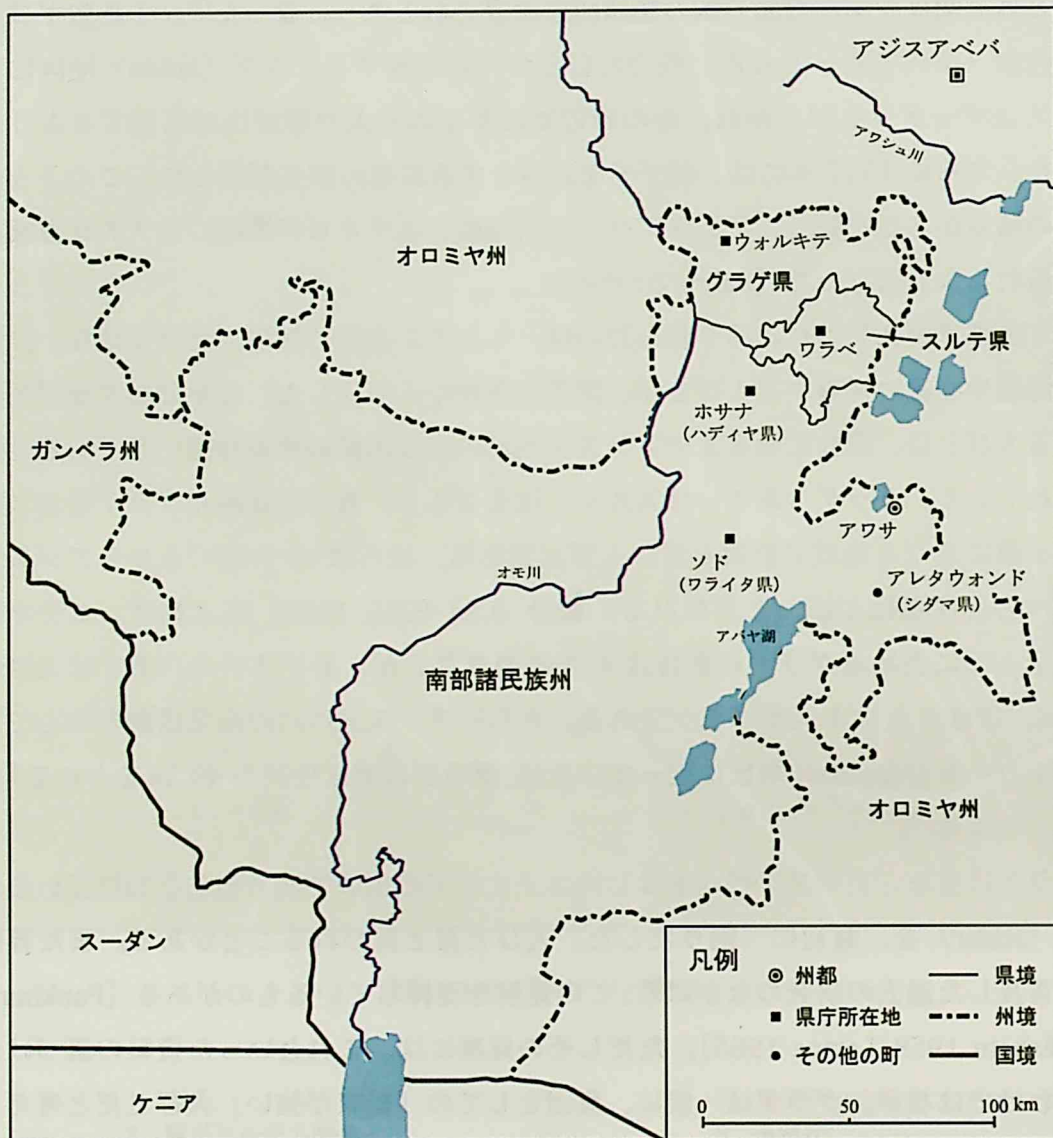 アジスアベバ
アワシュ川
オロミヤ州
ウォルキテ
グラゲ県
ワラベ
スルテ県
ホサナ
(ハディヤ県)
ガンベラ州
アワサ
ソド
(ワライタ県)
オモ川
アレタウォンド
(シダマ県)
アバヤ湖
南部諸民族州
オロミヤ州
スーダン
ケニア
凡例
州都
県境
県庁所在地
州境
その他の町
国境
0 50 100 km